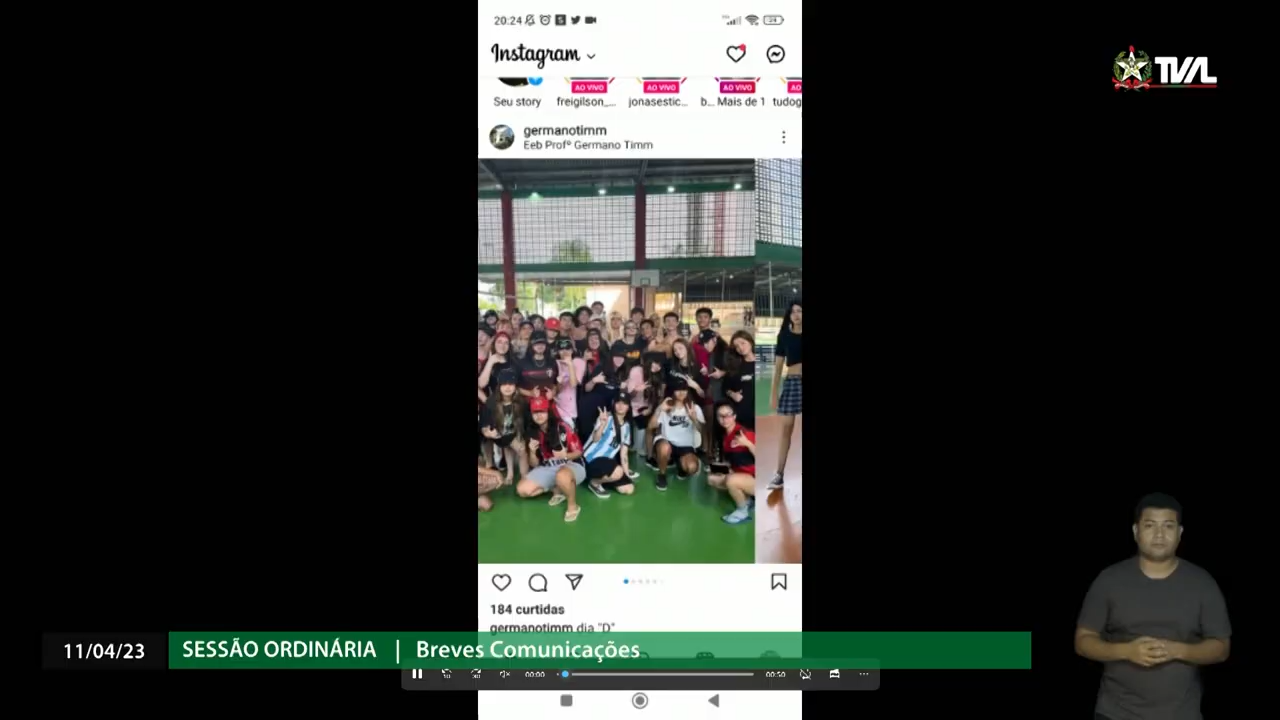 20:24
Instagram
AO VIVO
AO VIVO
AO VIVO
AO
Seu story
freigilson_...
jonasestic...
b... Mais de 1
tudog
TVAL
germanotimm
Eeb Profº Germano Timm
184 curtidas
germanotimm dia "D"
11/04/23
SESSÃO ORDINÁRIA | Breves Comunicações
00:00
00:50